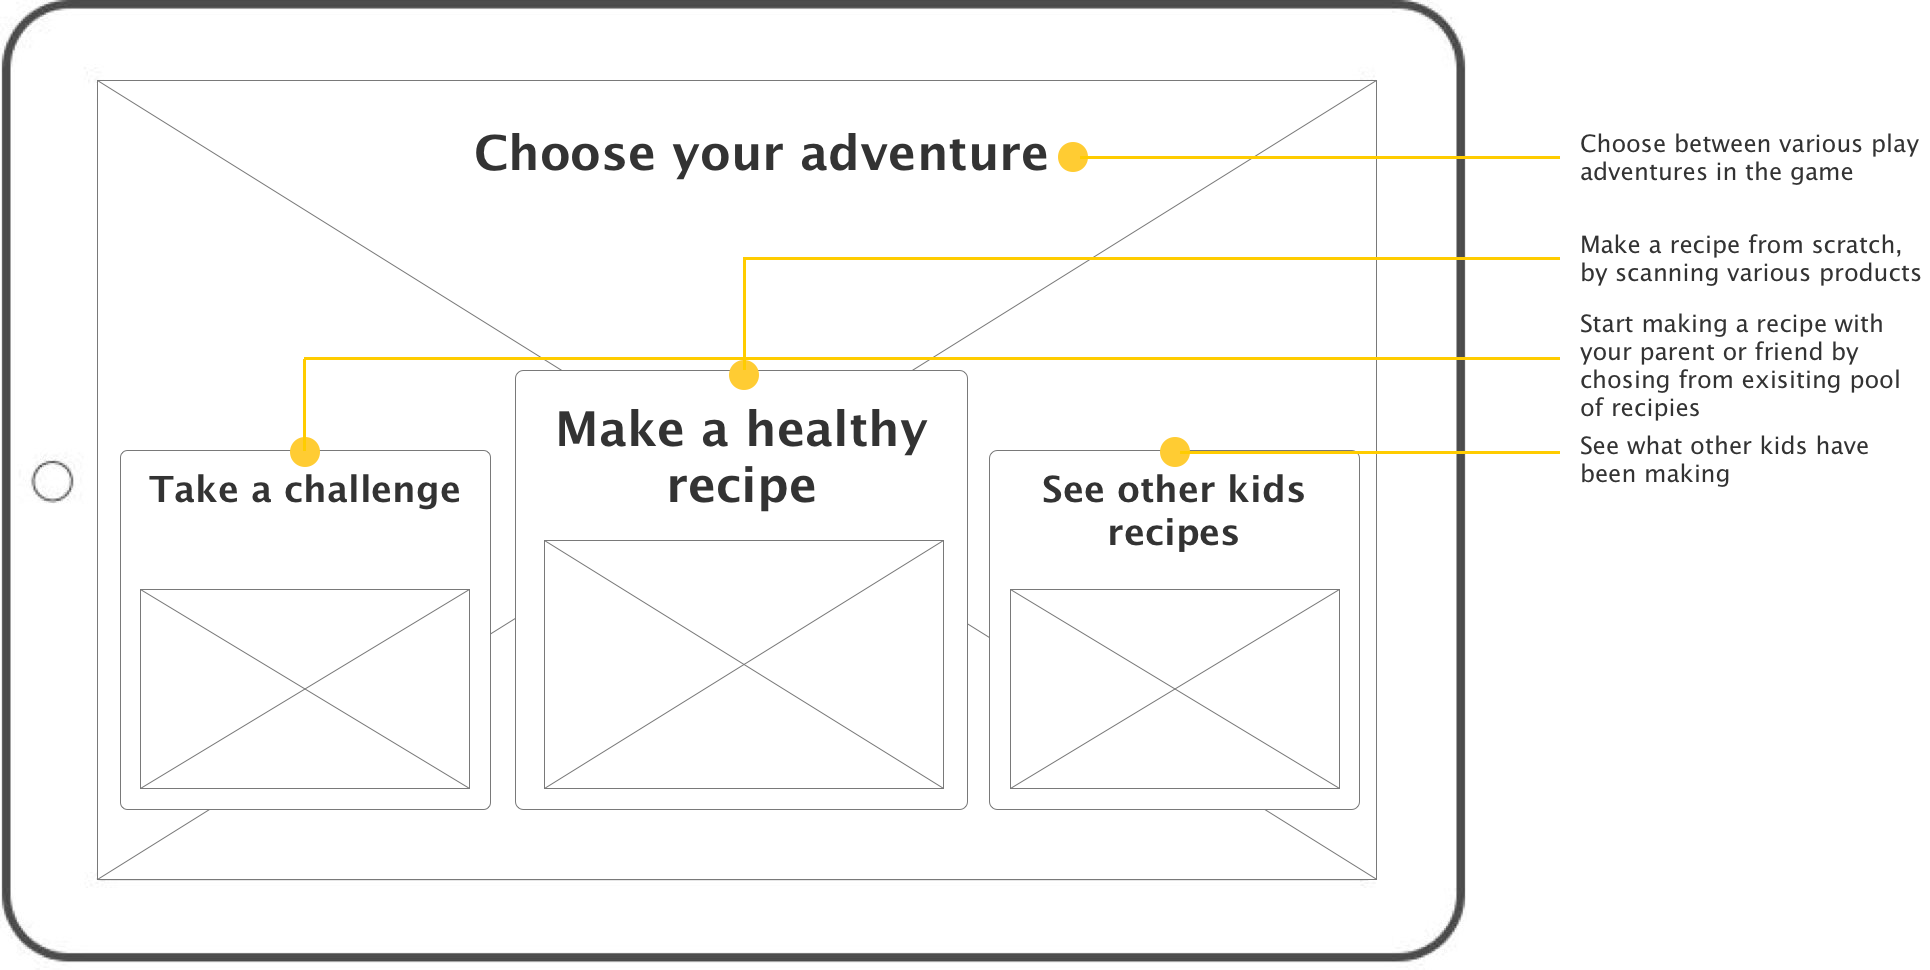 Choose your adventure
Make a healthy
recipe
Take a challenge
See other kids
recipes
Choose between various play
adventures in the game
Make a recipe from scratch,
by scanning various products
Start making a recipe with
your parent or friend by
chosing from exisiting pool
of recipies
See what other kids have
been making